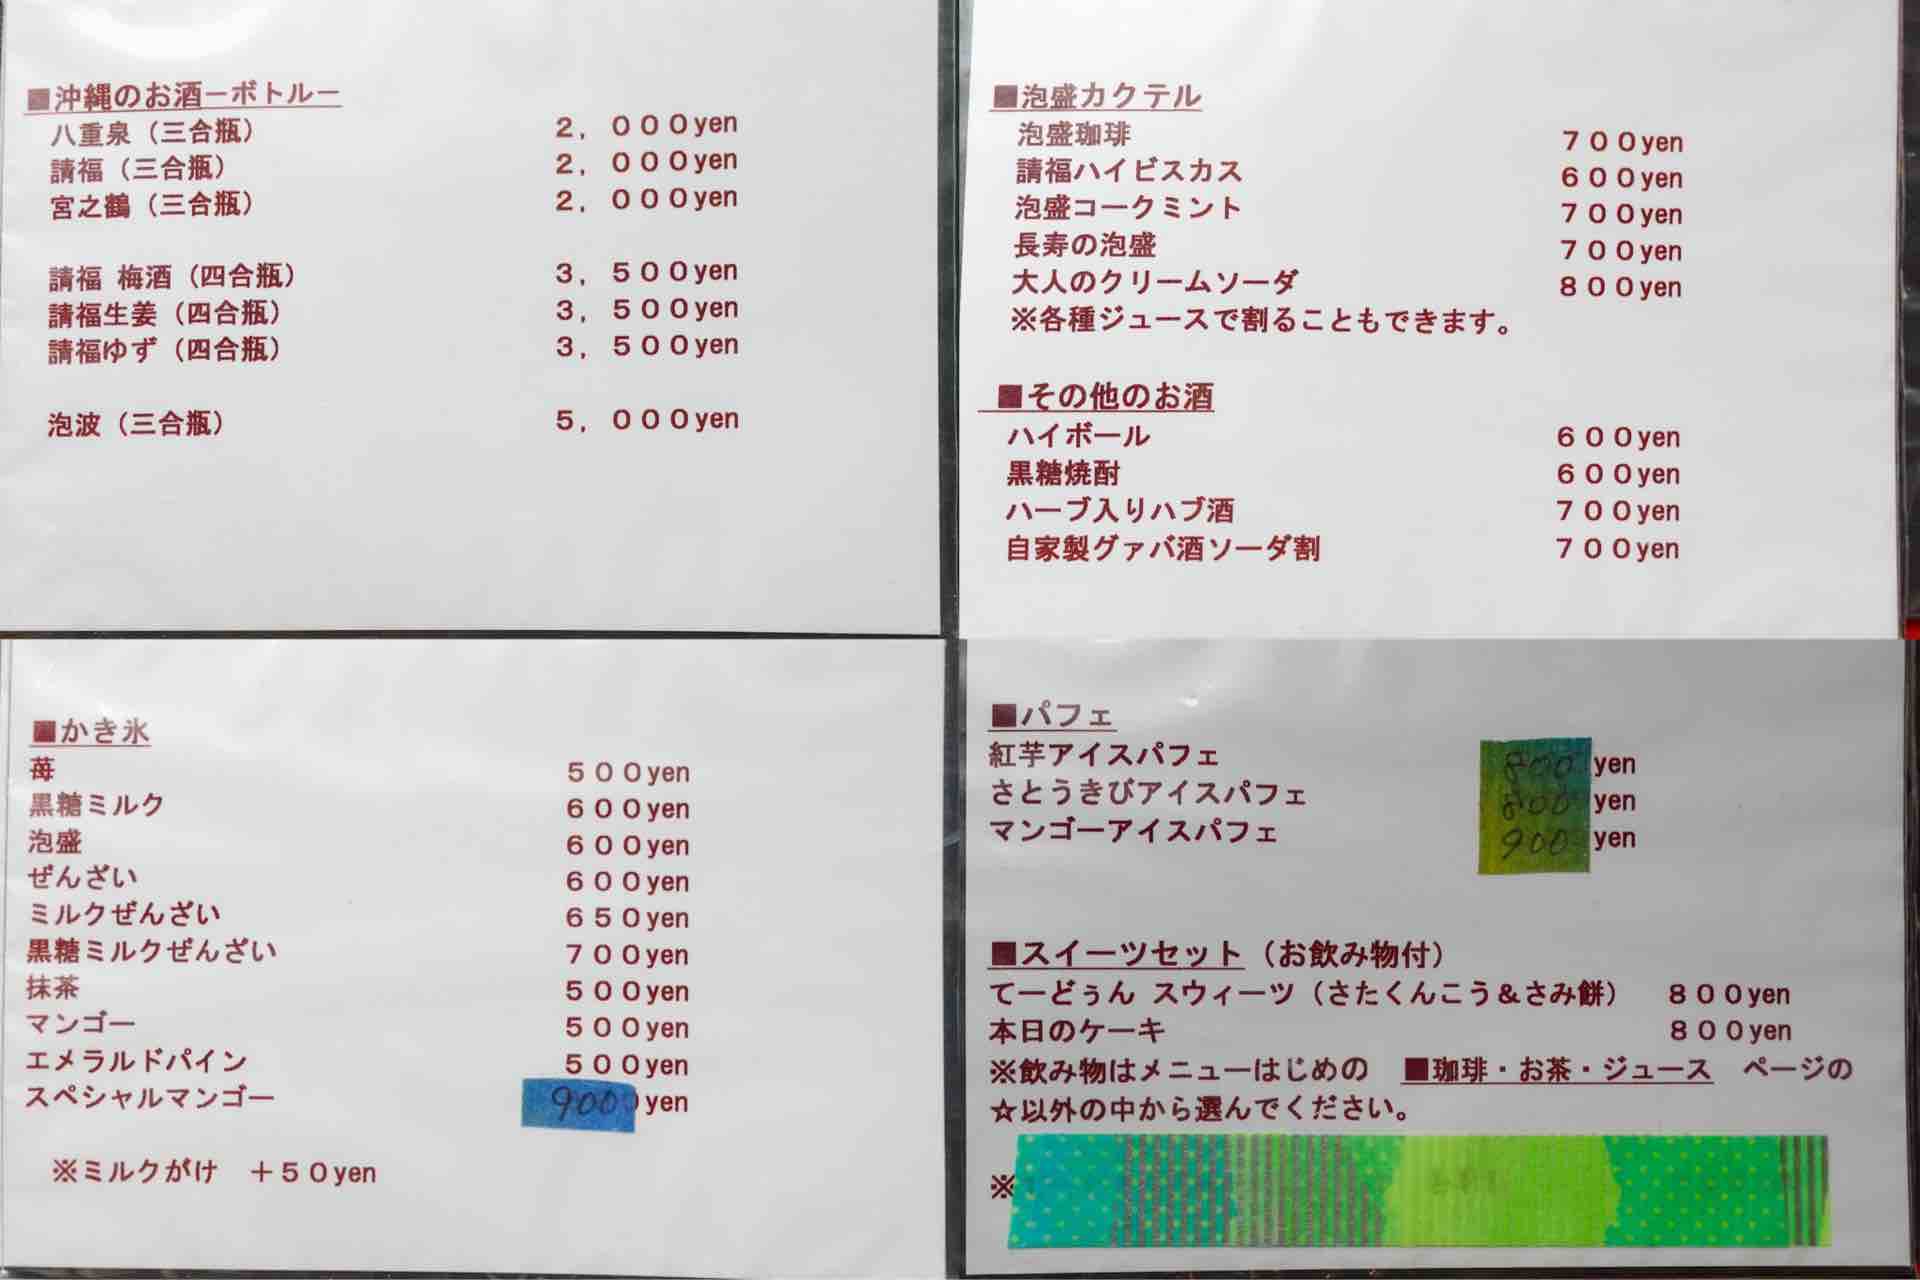 ■沖縄のお酒ーボトルー
八重泉（三合瓶） ２，０００yen
請福（三合瓶） ２，０００yen
宮之鶴（三合瓶） ２，０００yen
請福 梅酒（四合瓶） ３，５００yen
請福生姜（四合瓶） ３，５００yen
請福ゆず（四合瓶） ３，５００yen
泡波（三合瓶） ５，０００yen
■泡盛カクテル
泡盛珈琲 ７００yen
請福ハイビスカス ６００yen
泡盛コークミント ７００yen
長寿の泡盛 ７００yen
大人のクリームソーダ ８００yen
※各種ジュースで割ることもできます。
■その他のお酒
ハイボール ６００yen
黒糖焼酎 ６００yen
ハーブ入りハブ酒 ７００yen
自家製グァバ酒ソーダ割 ７００yen
■かき氷
苺 ５００yen
黒糖ミルク ６００yen
泡盛 ６００yen
ぜんざい ６００yen
ミルクぜんざい ６５０yen
黒糖ミルクぜんざい ７００yen
抹茶 ５００yen
マンゴー ５００yen
エメラルドパイン ５００yen
スペシャルマンゴー 900 yen
※ミルクがけ ＋５０yen
■パフェ
紅芋アイスパフェ 800 yen
さとうきびアイスパフェ 800 yen
マンゴーアイスパフェ 900 yen
■スイーツセット（お飲み物付）
てーどぅん スウィーツ（さたくんこう＆さみ餅） ８００yen
本日のケーキ ８００yen
※飲み物はメニューはじめの ■珈琲・お茶・ジュース ページの
☆以外の中から選んでください。
※